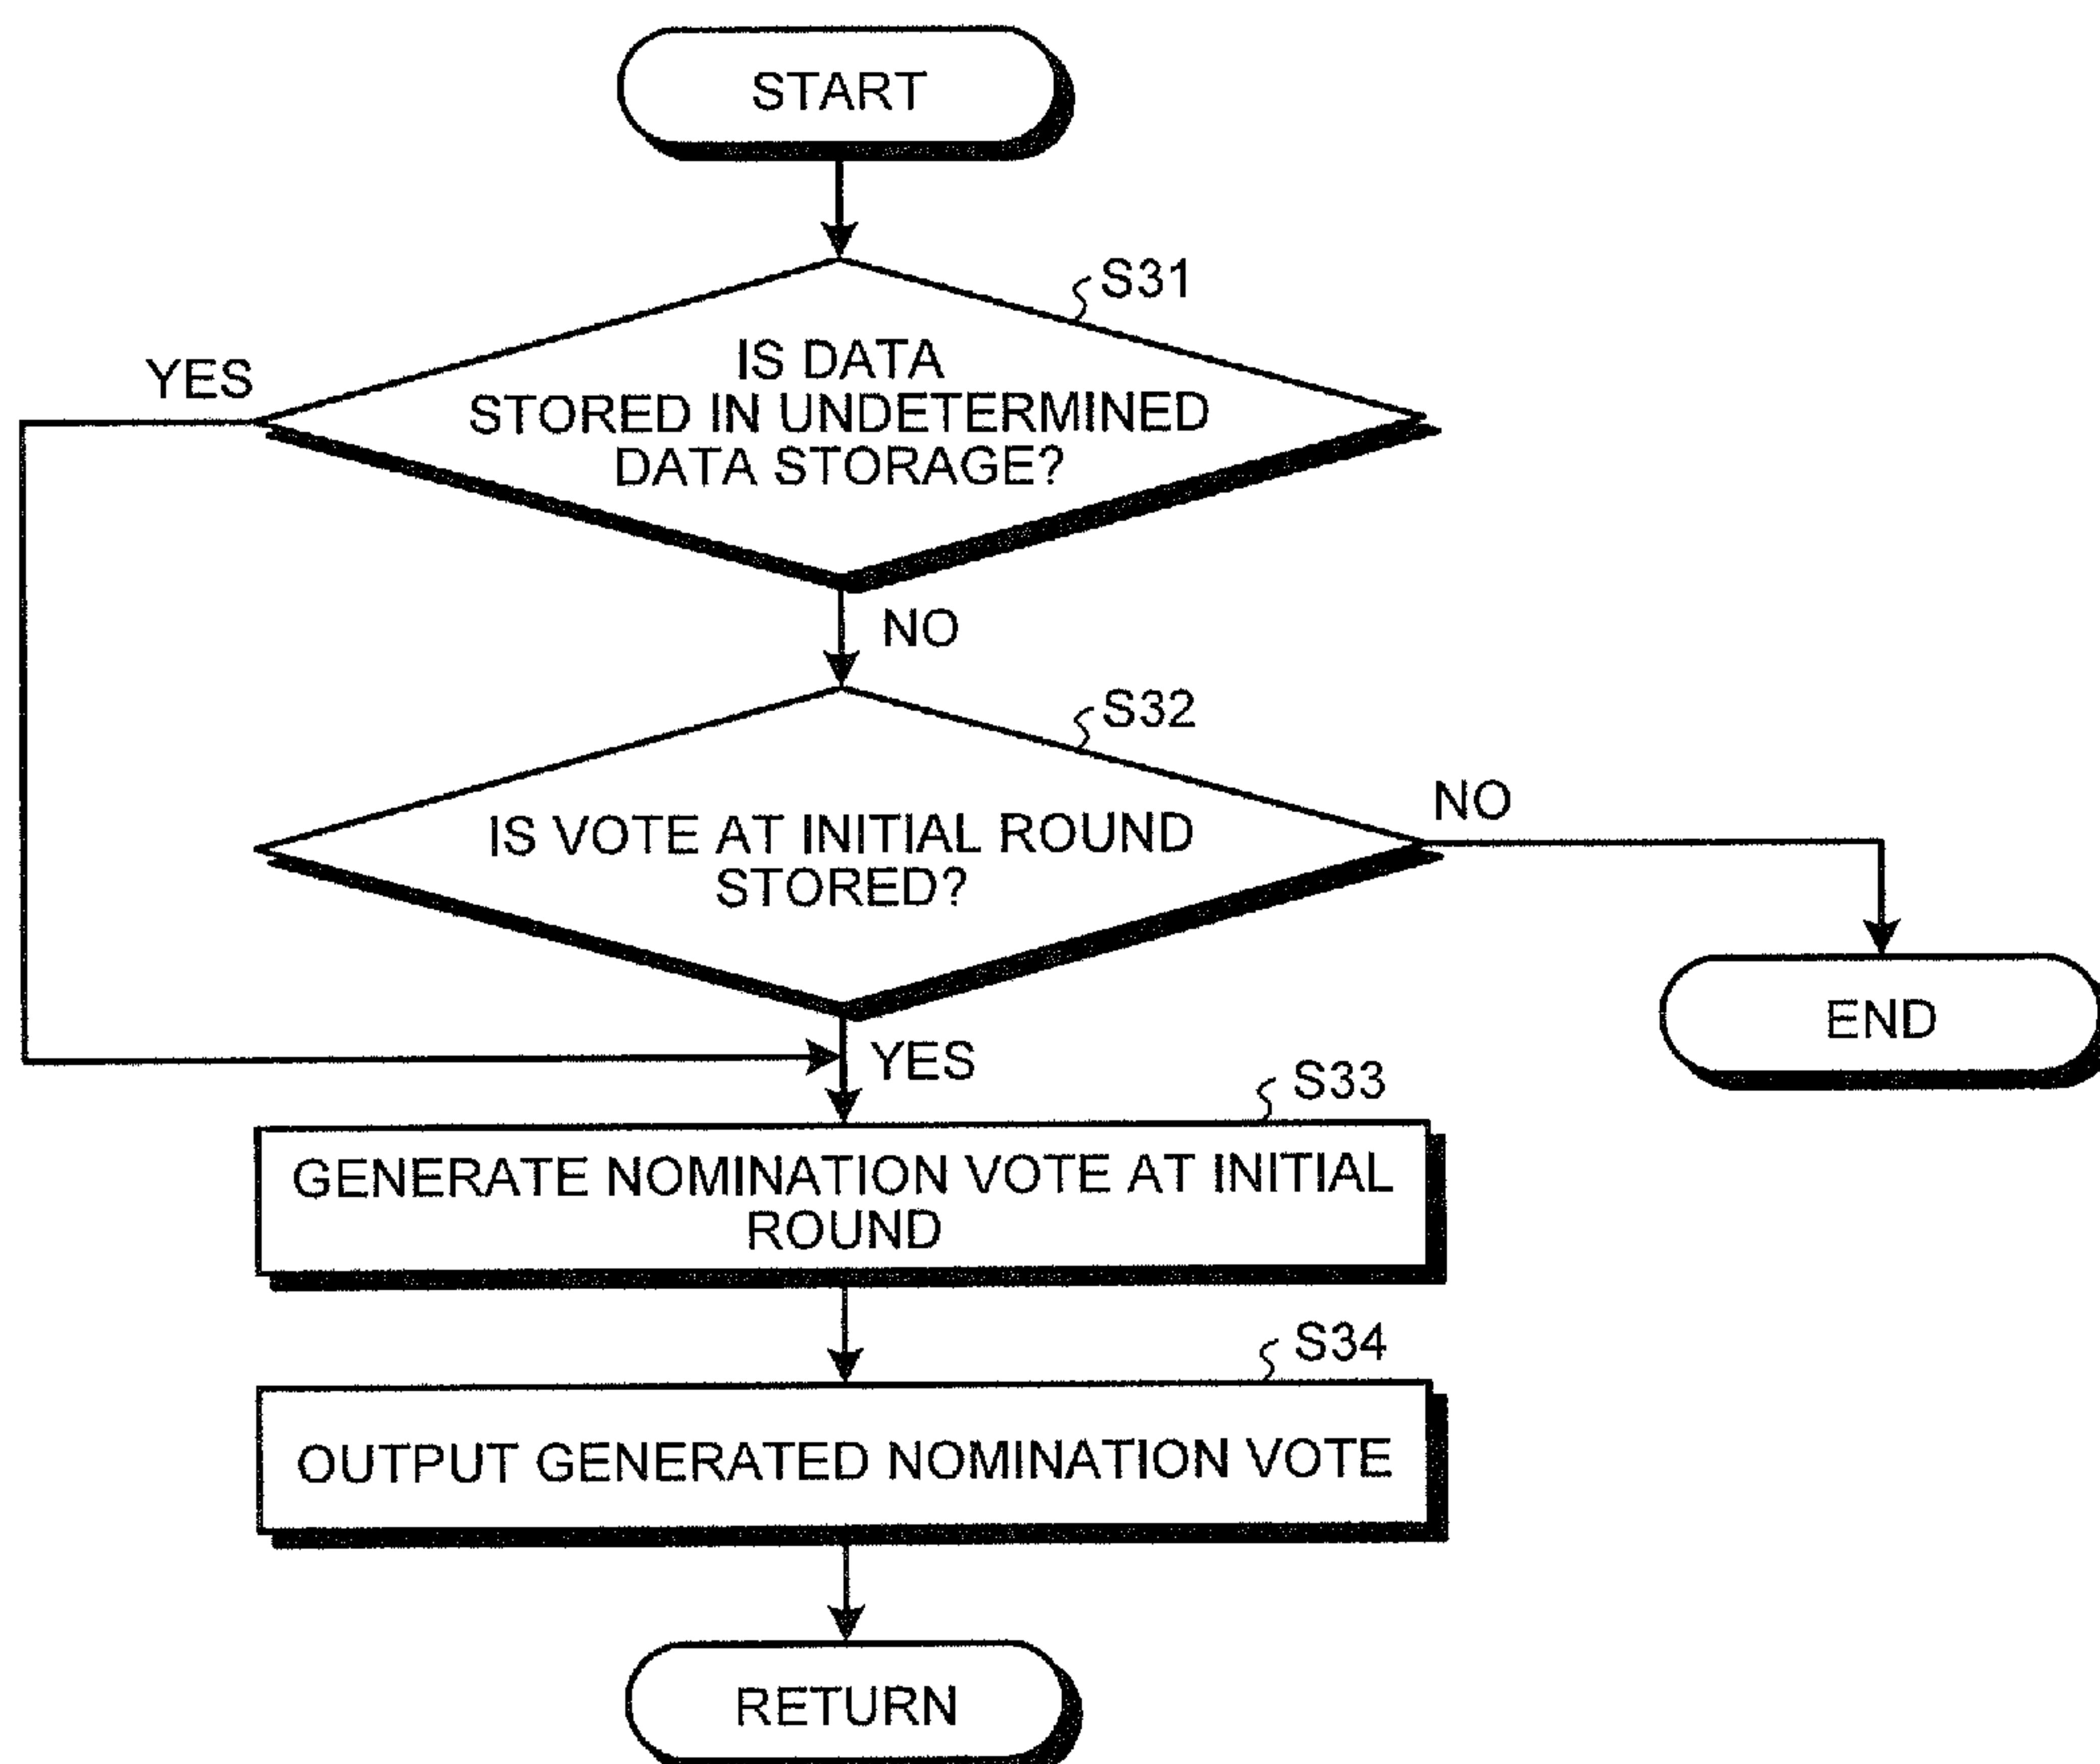 START
S31
YES
IS DATA
STORED IN UNDETERMINED
DATA STORAGE?
NO
S32
NO
IS VOTE AT INITIAL ROUND
STORED?
END
YES
S33
GENERATE NOMINATION VOTE AT INITIAL
ROUND
S34
OUTPUT GENERATED NOMINATION VOTE
RETURN